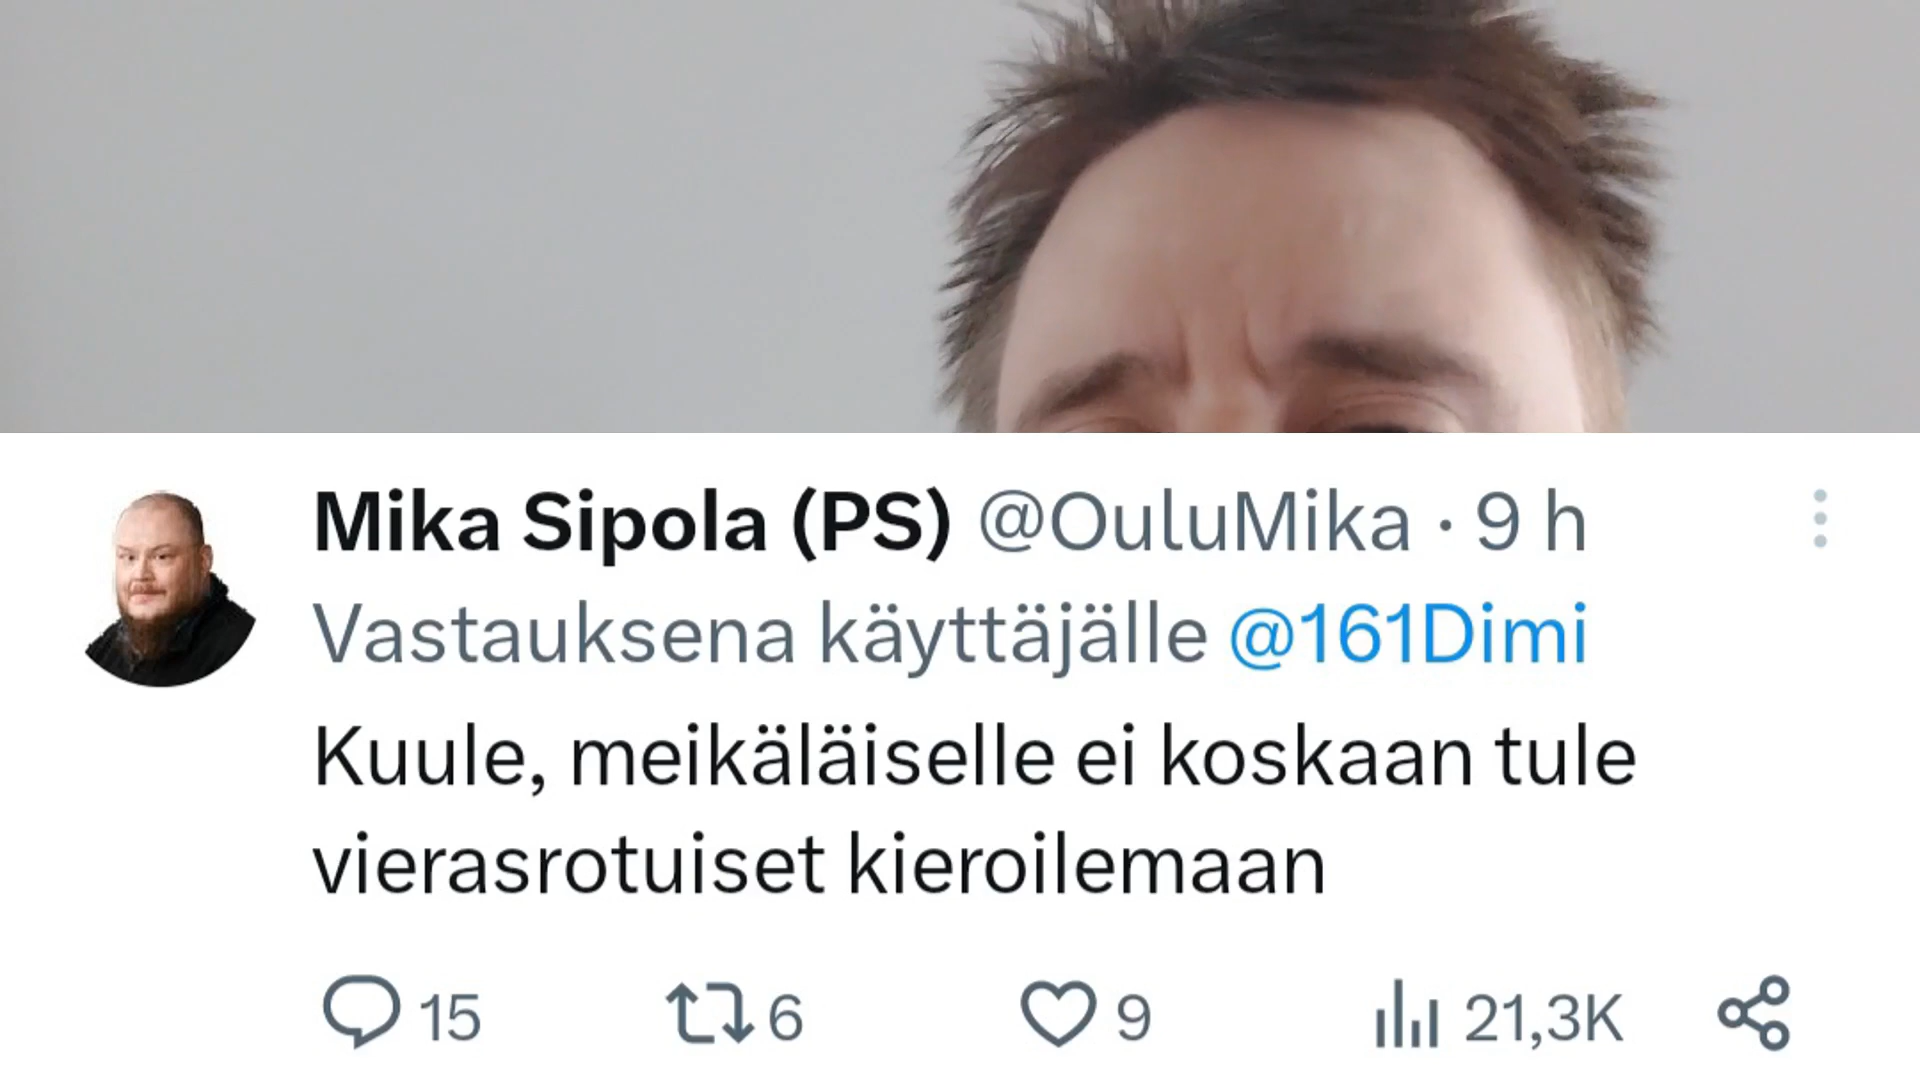 Mika Sipola (PS) @OuluMika · 9 h
Vastauksena käyttäjälle @161Dimi
Kuule, meikäläiselle ei koskaan tule
vierasrotuiset kieroilemaan
15 6 9 21,3K